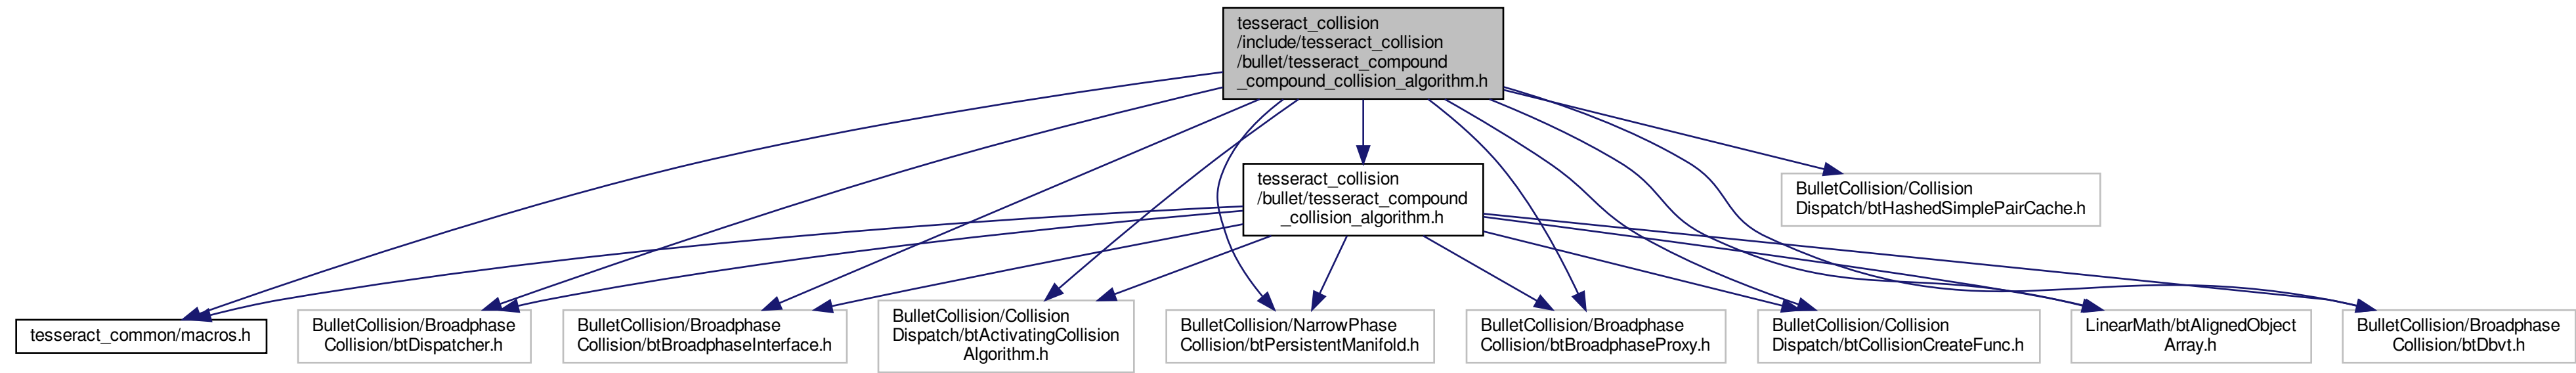 tesseract_collision
/include/tesseract_collision
/bullet/tesseract_compound
_compound_collision_algorithm.h
tesseract_collision
/bullet/tesseract_compound
_collision_algorithm.h
BulletCollision/Collision
Dispatch/btHashedSimplePairCache.h
tesseract_common/macros.h
BulletCollision/Broadphase
Collision/btDispatcher.h
BulletCollision/Broadphase
Collision/btBroadphaseInterface.h
BulletCollision/Collision
Dispatch/btActivatingCollision
Algorithm.h
BulletCollision/NarrowPhase
Collision/btPersistentManifold.h
BulletCollision/Broadphase
Collision/btBroadphaseProxy.h
BulletCollision/Collision
Dispatch/btCollisionCreateFunc.h
LinearMath/btAlignedObject
Array.h
BulletCollision/Broadphase
Collision/btDbvt.h